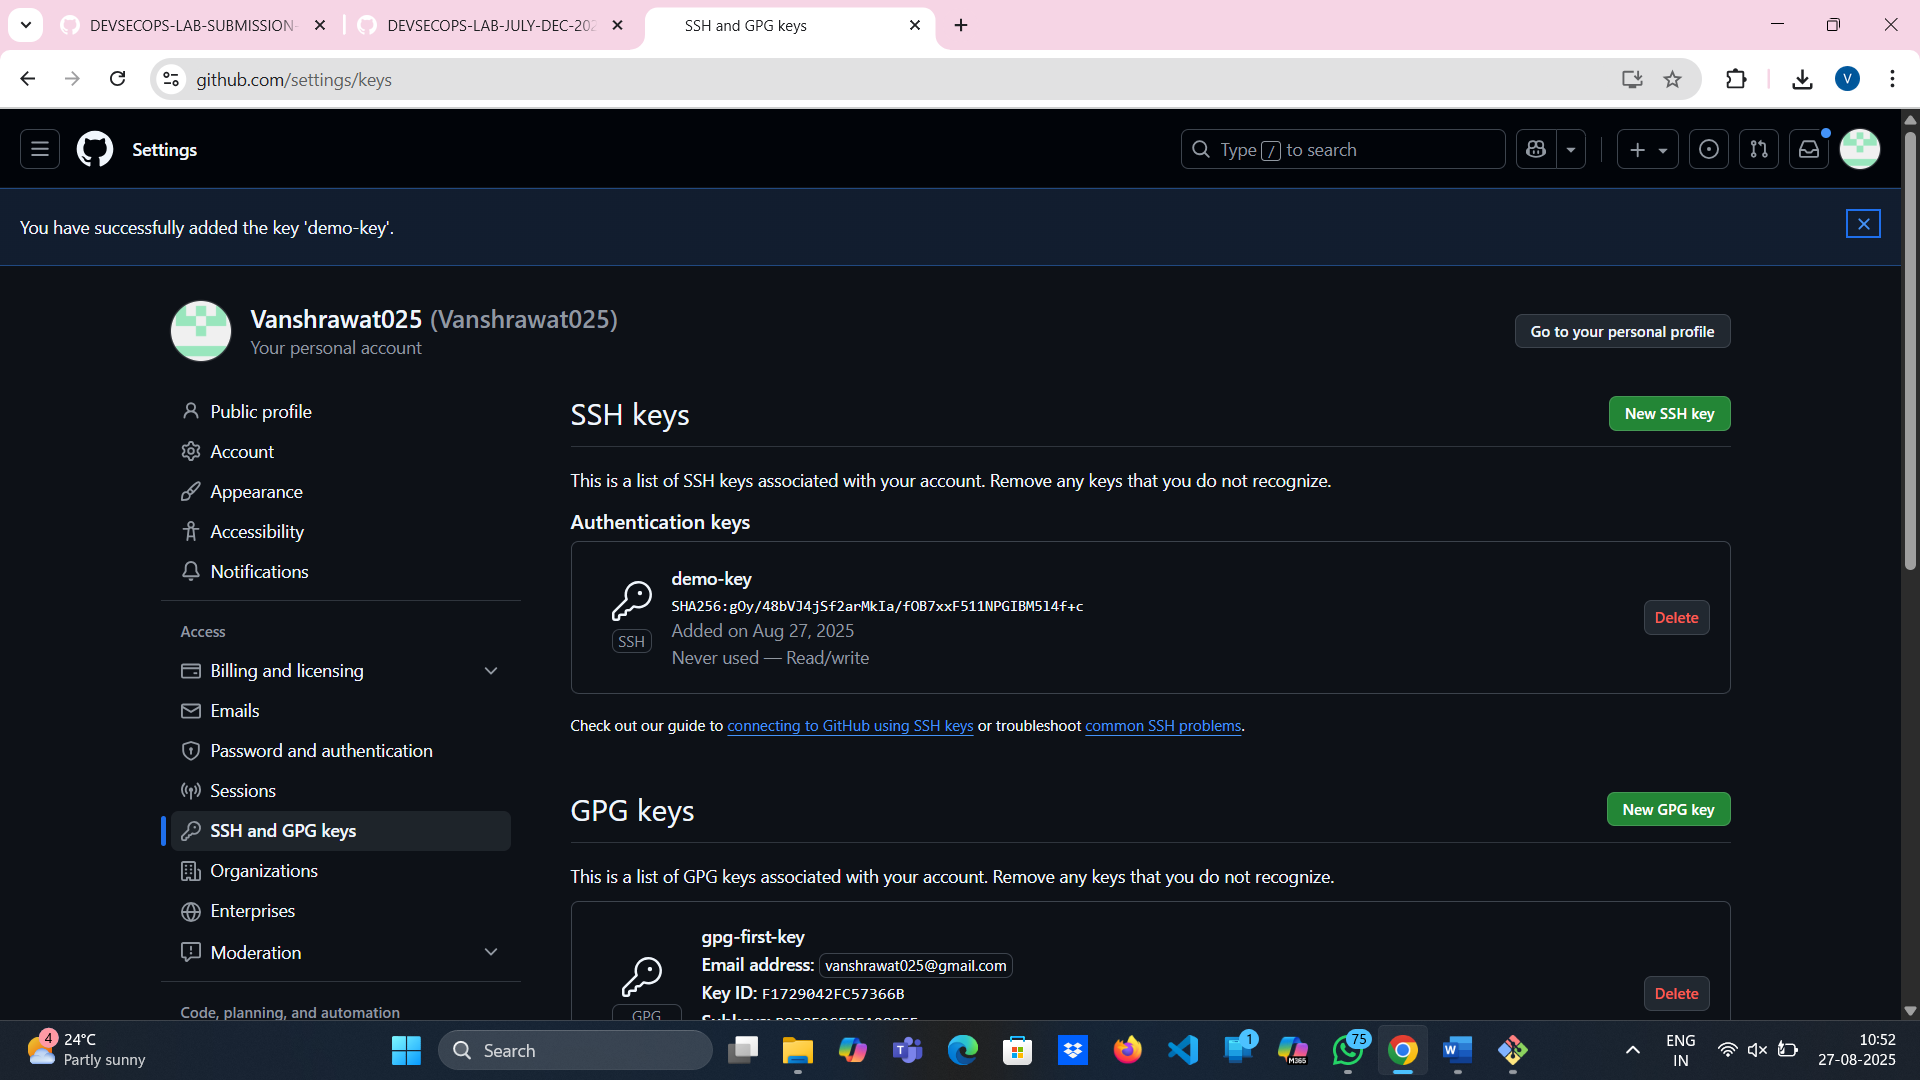 DEVSECOPS-LAB-SUBMISSION-
DEVSECOPS-LAB-JULY-DEC-202
SSH and GPG keys
github.com/settings/keys
V
Settings
Type / to search
You have successfully added the key 'demo-key'.
Vanshrawat025 (Vanshrawat025)
Your personal account
Go to your personal profile
Public profile
Account
Appearance
Accessibility
Notifications
Access
Billing and licensing
Emails
Password and authentication
Sessions
SSH and GPG keys
Organizations
Enterprises
Moderation
Code, planning, and automation
SSH keys
New SSH key
This is a list of SSH keys associated with your account. Remove any keys that you do not recognize.
Authentication keys
demo-key
SHA256:gOy/48bVJ4jSf2arMkIa/fOB7xxF511NPGIBM5l4f+c
SSH
Added on Aug 27, 2025
Never used — Read/write
Delete
Check out our guide to connecting to GitHub using SSH keys or troubleshoot common SSH problems.
GPG keys
New GPG key
This is a list of GPG keys associated with your account. Remove any keys that you do not recognize.
gpg-first-key
Email address: vanshrawat025@gmail.com
Key ID: F1729042FC57366B
GPG
Delete
4
24°C
Partly sunny
Search
1
M365
75
W
ENG
IN
10:52
27-08-2025